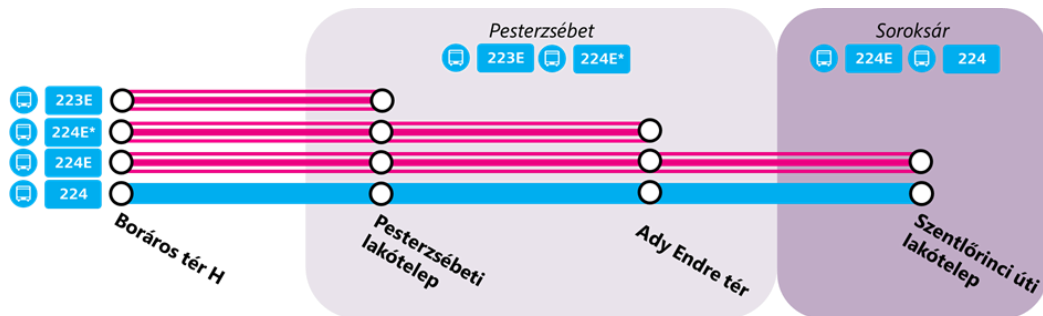 Pesterzsébet
Soroksár
223E
224E*
224E
224
223E
224E*
224E
224
Boráros tér H
Pesterzsébeti
lakótelep
Ady Endre tér
Szentlőrinci úti
lakótelep